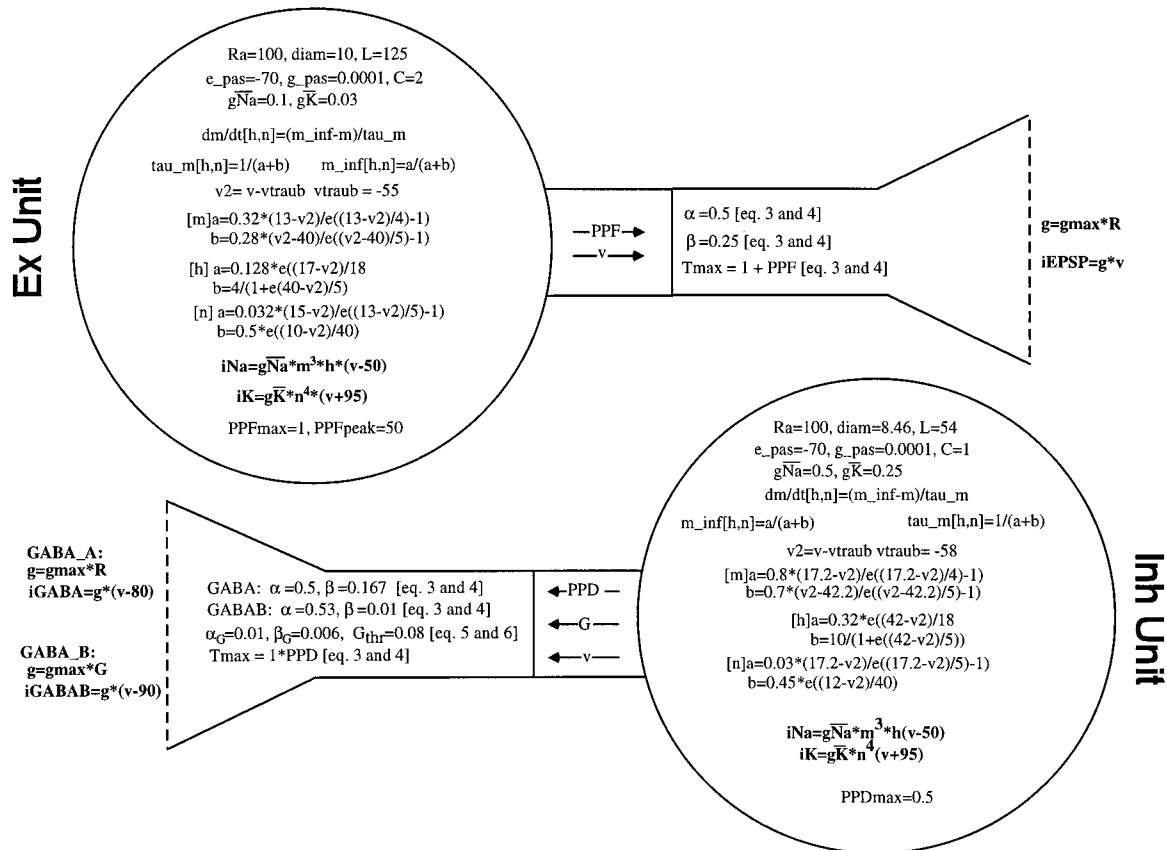 Ex Unit
Ra=100, diam=10, L=125
e_pas=-70, g_pas=0.0001, C=2
gN̅a̅=0.1, gK̅=0.03
dm/dt[h,n]=(m_inf-m)/tau_m
tau_m[h,n]=1/(a+b) m_inf[h,n]=a/(a+b)
v2= v-vtraub vtraub = -55
[m]a=0.32*(13-v2)/e((13-v2)/4)-1)
b=0.28*(v2-40)/e((v2-40)/5)-1)
[h] a=0.128*e((17-v2)/18
b=4/(1+e(40-v2)/5)
[n] a=0.032*(15-v2)/e((13-v2)/5)-1)
b=0.5*e((10-v2)/40)
iNa=gN̅a̅*m³*h*(v-50)
iK=gK̅*n⁴*(v+95)
PPFmax=1, PPFpeak=50
PPF
v
α=0.5 [eq. 3 and 4]
β=0.25 [eq. 3 and 4]
Tmax = 1 + PPF [eq. 3 and 4]
g=gmax*R
iEPSP=g*v
Inh Unit
Ra=100, diam=8.46, L=54
e_pas=-70, g_pas=0.0001, C=1
gN̅a̅=0.5, gK̅=0.25
dm/dt[h,n]=(m_inf-m)/tau_m
m_inf[h,n]=a/(a+b) tau_m[h,n]=1/(a+b)
v2=v-vtraub vtraub= -58
[m]a=0.8*(17.2-v2)/e((17.2-v2)/4)-1)
b=0.7*(v2-42.2)/e((v2-42.2)/5)-1)
[h]a=0.32*e((42-v2)/18
b=10/(1+e((42-v2)/5))
[n]a=0.03*(17.2-v2)/e((17.2-v2)/5)-1)
b=0.45*e((12-v2)/40)
iNa=gN̅a̅*m³*h(v-50)
iK=gK̅*n⁴(v+95)
PPDmax=0.5
PPD
G
v
GABA: α=0.5, β=0.167 [eq. 3 and 4]
GABAB: α=0.53, β=0.01 [eq. 3 and 4]
α_G=0.01, β_G=0.006, G_thr=0.08 [eq. 5 and 6]
Tmax = 1*PPD [eq. 3 and 4]
GABA_A:
g=gmax*R
iGABA=g*(v-80)
GABA_B:
g=gmax*G
iGABAB=g*(v-90)